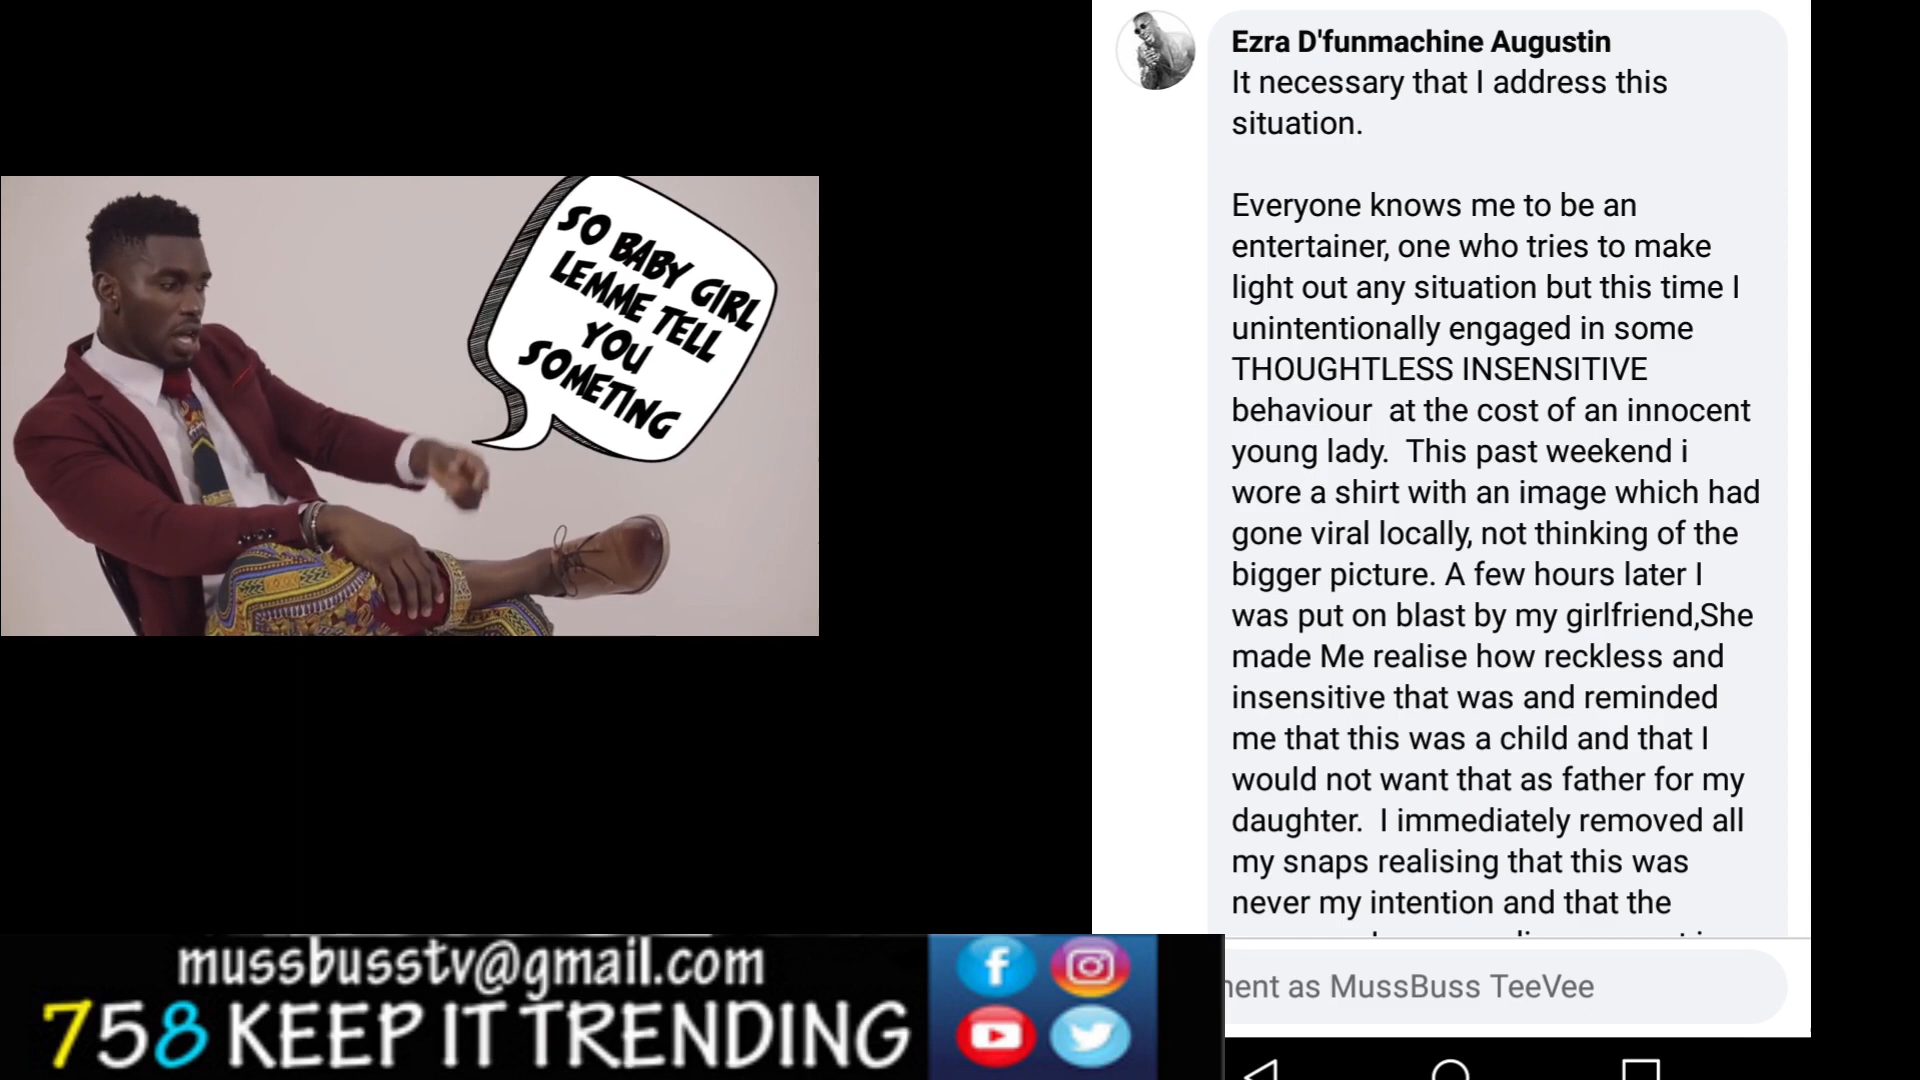 SO BABY GIRL
LEMME TELL
YOU
SOMETING
Ezra D'funmachine Augustin
It necessary that I address this
situation.
Everyone knows me to be an
entertainer, one who tries to make
light out any situation but this time I
unintentionally engaged in some
THOUGHTLESS INSENSITIVE
behaviour  at the cost of an innocent
young lady.  This past weekend i
wore a shirt with an image which had
gone viral locally, not thinking of the
bigger picture. A few hours later I
was put on blast by my girlfriend,She
made Me realise how reckless and
insensitive that was and reminded
me that this was a child and that I
would not want that as father for my
daughter.  I immediately removed all
my snaps realising that this was
never my intention and that the
as MussBuss TeeVee
mussbusstv@gmail.com
758 KEEP IT TRENDING